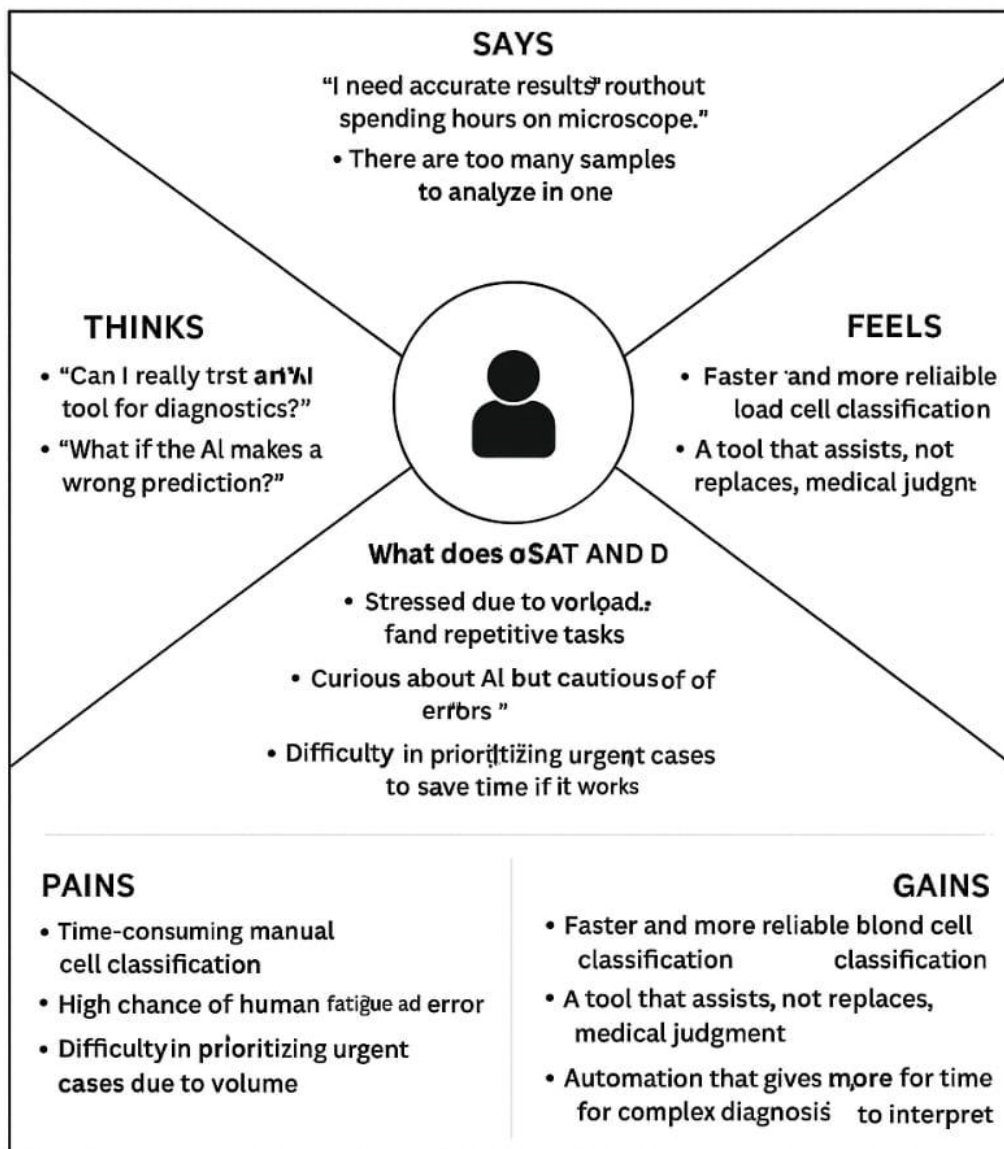 SAYS
“I need accurate results” routhout
spending hours on microscope.”
• There are too many samples
to analyze in one
THINKS
• “Can I really trst
tool for diagnostics?”
• “What if the AI makes a
wrong prediction?”
FEELS
• Faster and more reliaible
load cell classification
• A tool that assists, not
replaces, medical judgnt
What does aSAT AND D
• Stressed due to vorload.:
fand repetitive tasks
• Curious about AI but cautious of of
errbrs ”
• Difficulty in prioritizing urgent cases
to save time if it works
PAINS
• Time-consuming manual
cell classification
• High chance of human fatigue ad error
• Difficulty in prioritizing urgent
cases due to volume
GAINS
• Faster and more reliable blond cell
classification classification
• A tool that assists, not replaces,
medical judgment
• Automation that gives m,ore for time
for complex diagnosis to interpret